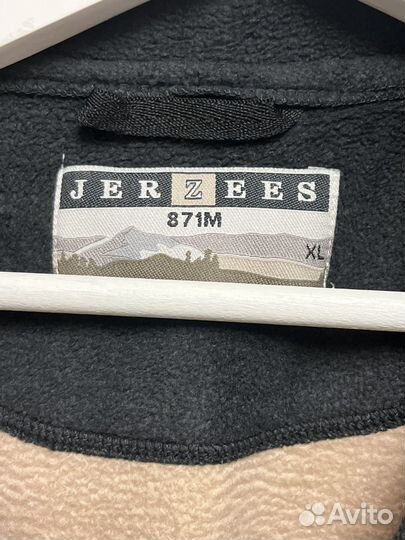 JERZEES
871M
XL
Avito